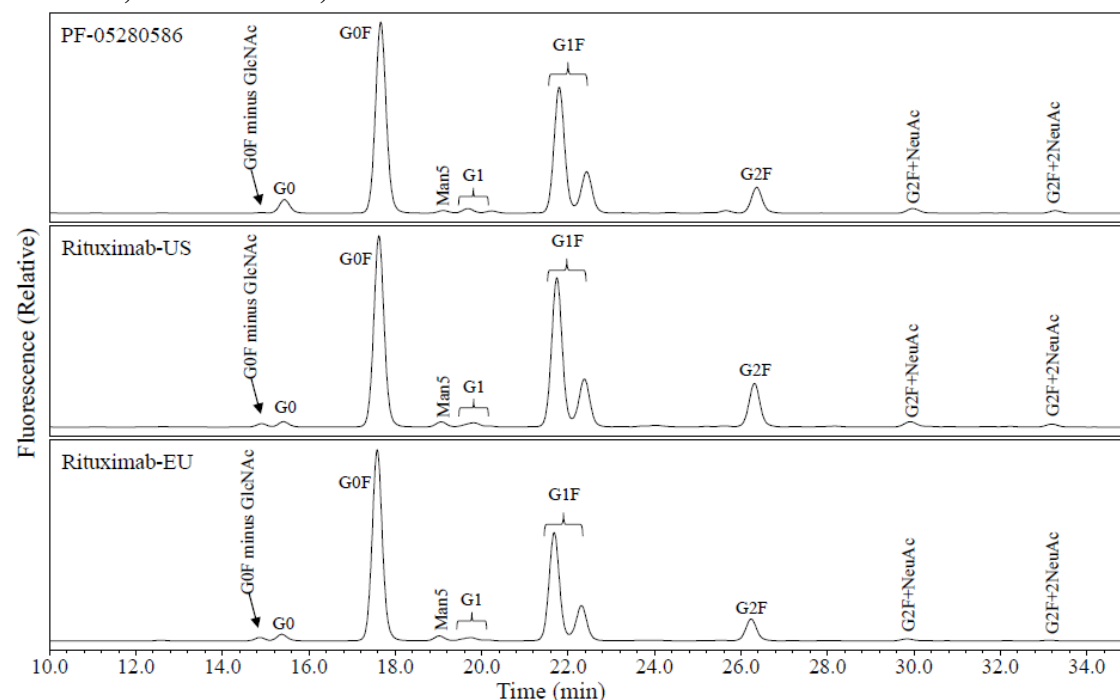 PF-05280586
G0F minus GlcNAc
G0
G0F
Man5
G1
G1F
G2F
G2F+NeuAc
G2F+2NeuAc
Rituximab-US
G0F minus GlcNAc
G0
G0F
Man5
G1
G1F
G2F
G2F+NeuAc
G2F+2NeuAc
Rituximab-EU
G0F minus GlcNAc
G0
G0F
Man5
G1
G1F
G2F
G2F+NeuAc
G2F+2NeuAc
Fluorescence (Relative)
10.0 12.0 14.0 16.0 18.0 20.0 22.0 24.0 26.0 28.0 30.0 32.0 34.0
Time (min)